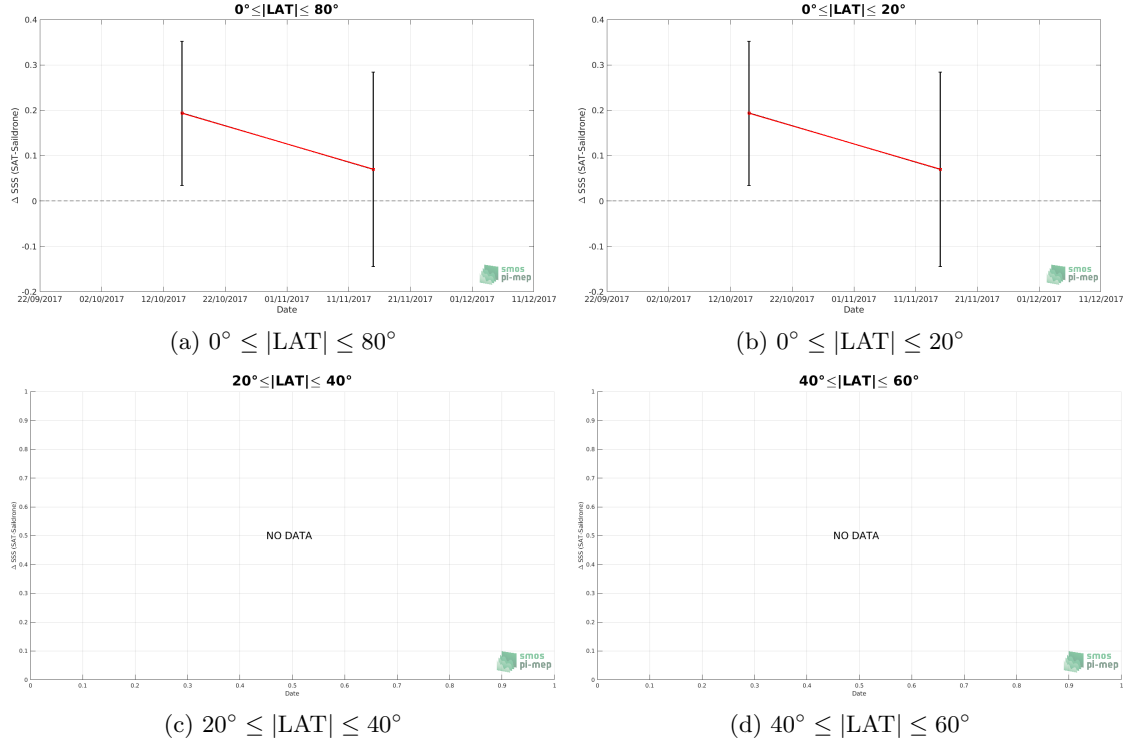 0°≤|LAT|≤ 80°
0.4
0.3
0.2
0.1
0
-0.1
-0.2
Δ SSS (SAT-Saildrone)
22/09/2017 02/10/2017 12/10/2017 22/10/2017 01/11/2017 11/11/2017 21/11/2017 01/12/2017 11/12/2017
Date
smos
pi-mep
(a) 0° ≤ |LAT| ≤ 80°
0°≤|LAT|≤ 20°
0.4
0.3
0.2
0.1
0
-0.1
-0.2
Δ SSS (SAT-Saildrone)
22/09/2017 02/10/2017 12/10/2017 22/10/2017 01/11/2017 11/11/2017 21/11/2017 01/12/2017 11/12/2017
Date
smos
pi-mep
(b) 0° ≤ |LAT| ≤ 20°
20°≤|LAT|≤ 40°
1
0.9
0.8
0.7
0.6
0.5
0.4
0.3
0.2
0.1
0
Δ SSS (SAT-Saildrone)
NO DATA
0 0.1 0.2 0.3 0.4 0.5 0.6 0.7 0.8 0.9 1
Date
smos
pi-mep
(c) 20° ≤ |LAT| ≤ 40°
40°≤|LAT|≤ 60°
1
0.9
0.8
0.7
0.6
0.5
0.4
0.3
0.2
0.1
0
Δ SSS (SAT-Saildrone)
NO DATA
0 0.1 0.2 0.3 0.4 0.5 0.6 0.7 0.8 0.9 1
Date
smos
pi-mep
(d) 40° ≤ |LAT| ≤ 60°